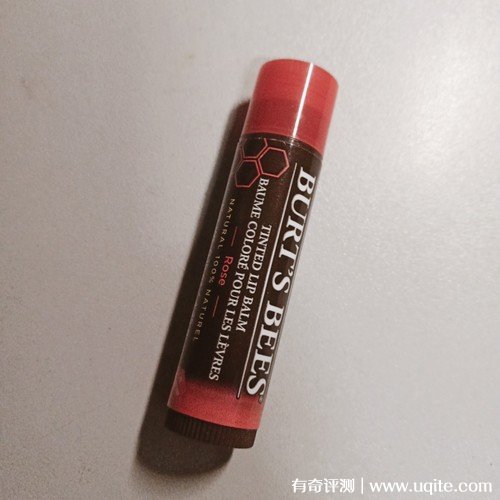 BURT'S BEES
TINTED LIP BALM
BAUME COLORÉ POUR LES LÈVRES
Rose
NATURAL 100% NATUREL
有奇评测｜www.uqite.com